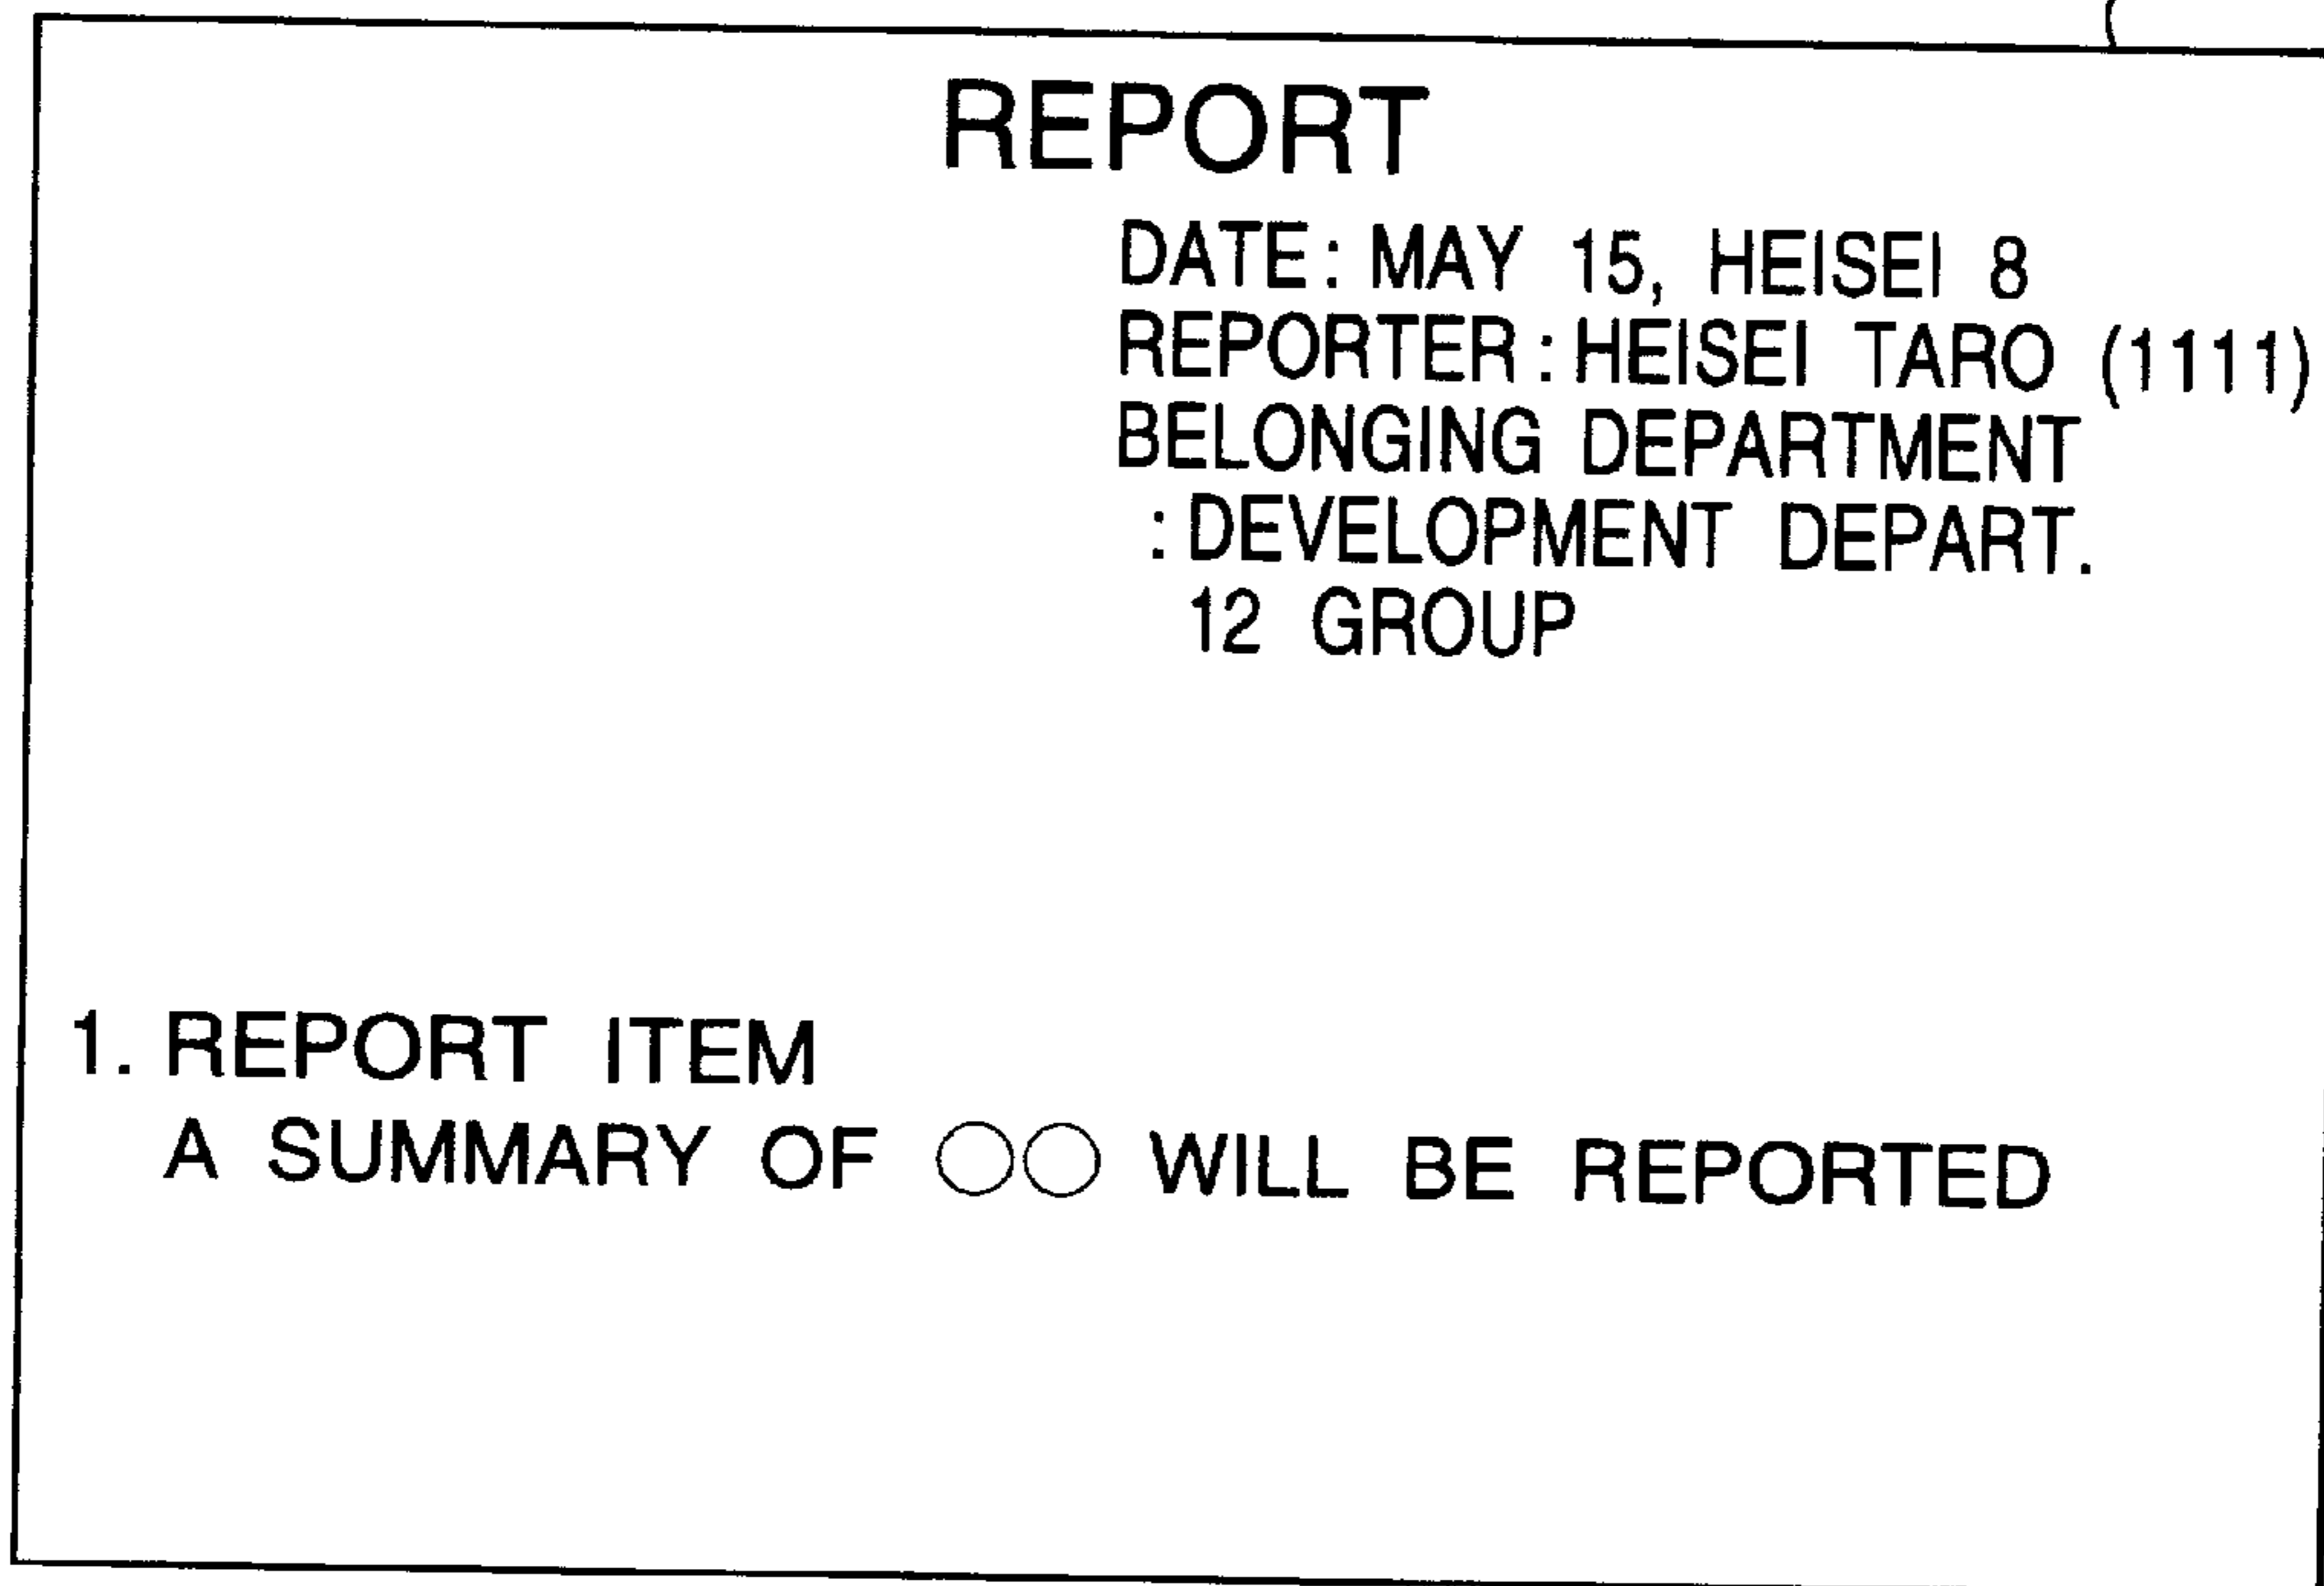 REPORT
DATE: MAY 15, HEISEI 8
REPORTER: HEISEI TARO (1111)
BELONGING DEPARTMENT
: DEVELOPMENT DEPART.
12 GROUP
1. REPORT ITEM
A SUMMARY OF ○○ WILL BE REPORTED